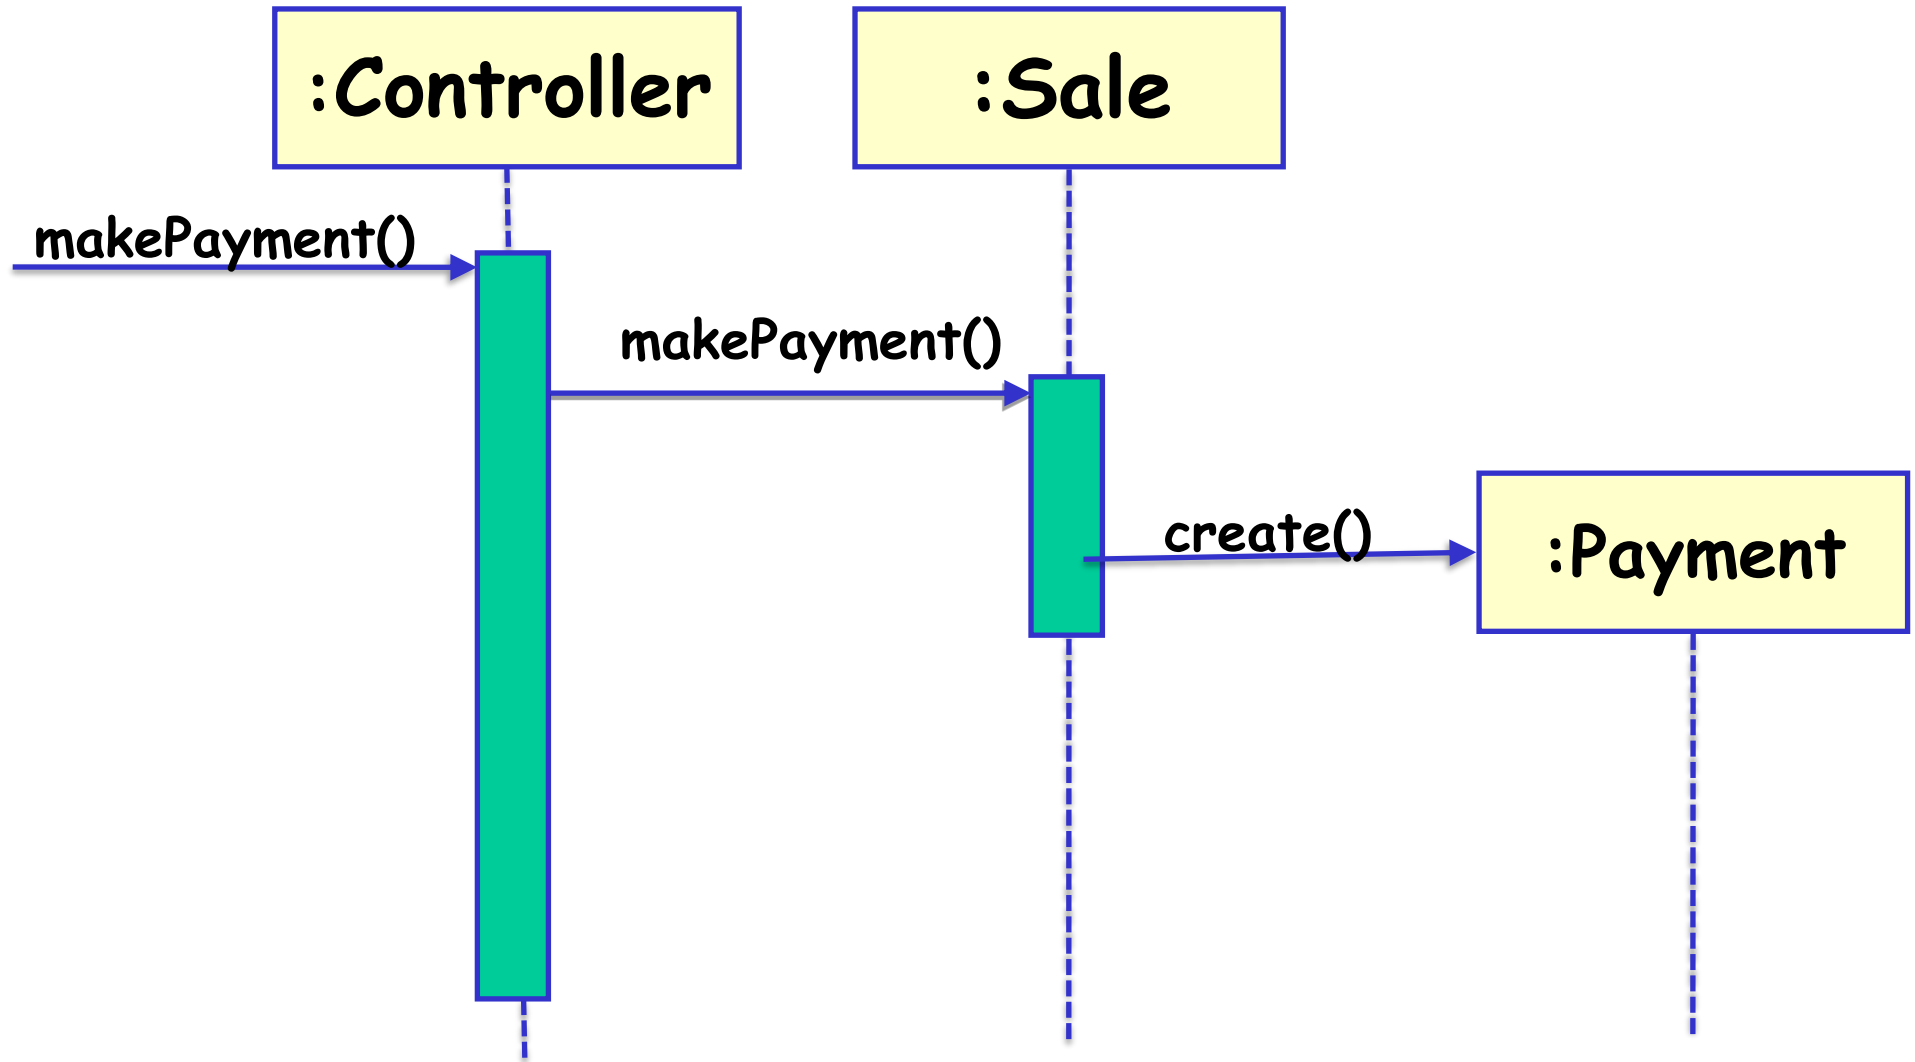 :Controller
:Sale
makePayment()
makePayment()
create()
:Payment